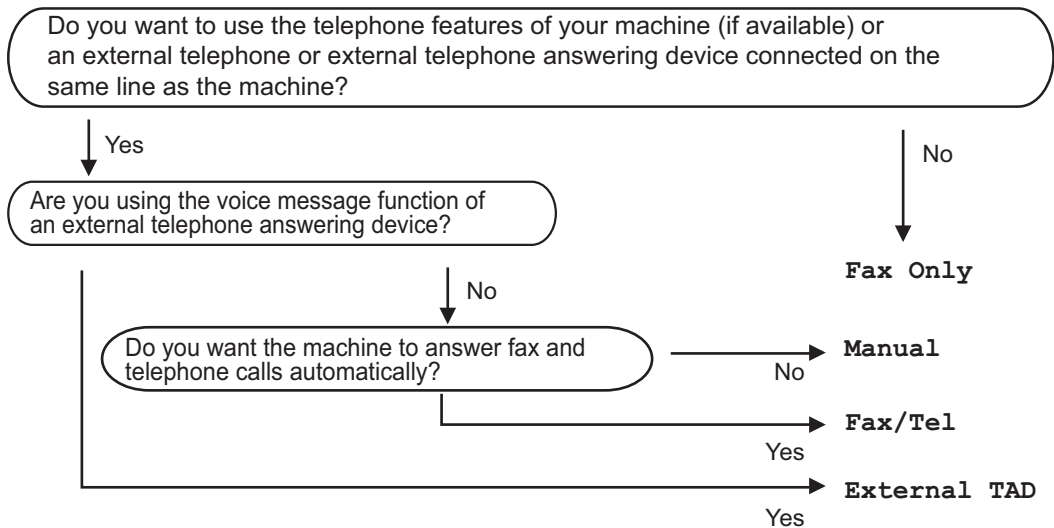 Do you want to use the telephone features of your machine (if available) or
an external telephone or external telephone answering device connected on the
same line as the machine?
Yes
No
Are you using the voice message function of
an external telephone answering device?
Fax Only
No
Do you want the machine to answer fax and
telephone calls automatically?
No
Manual
Yes
Fax/Tel
Yes
External TAD